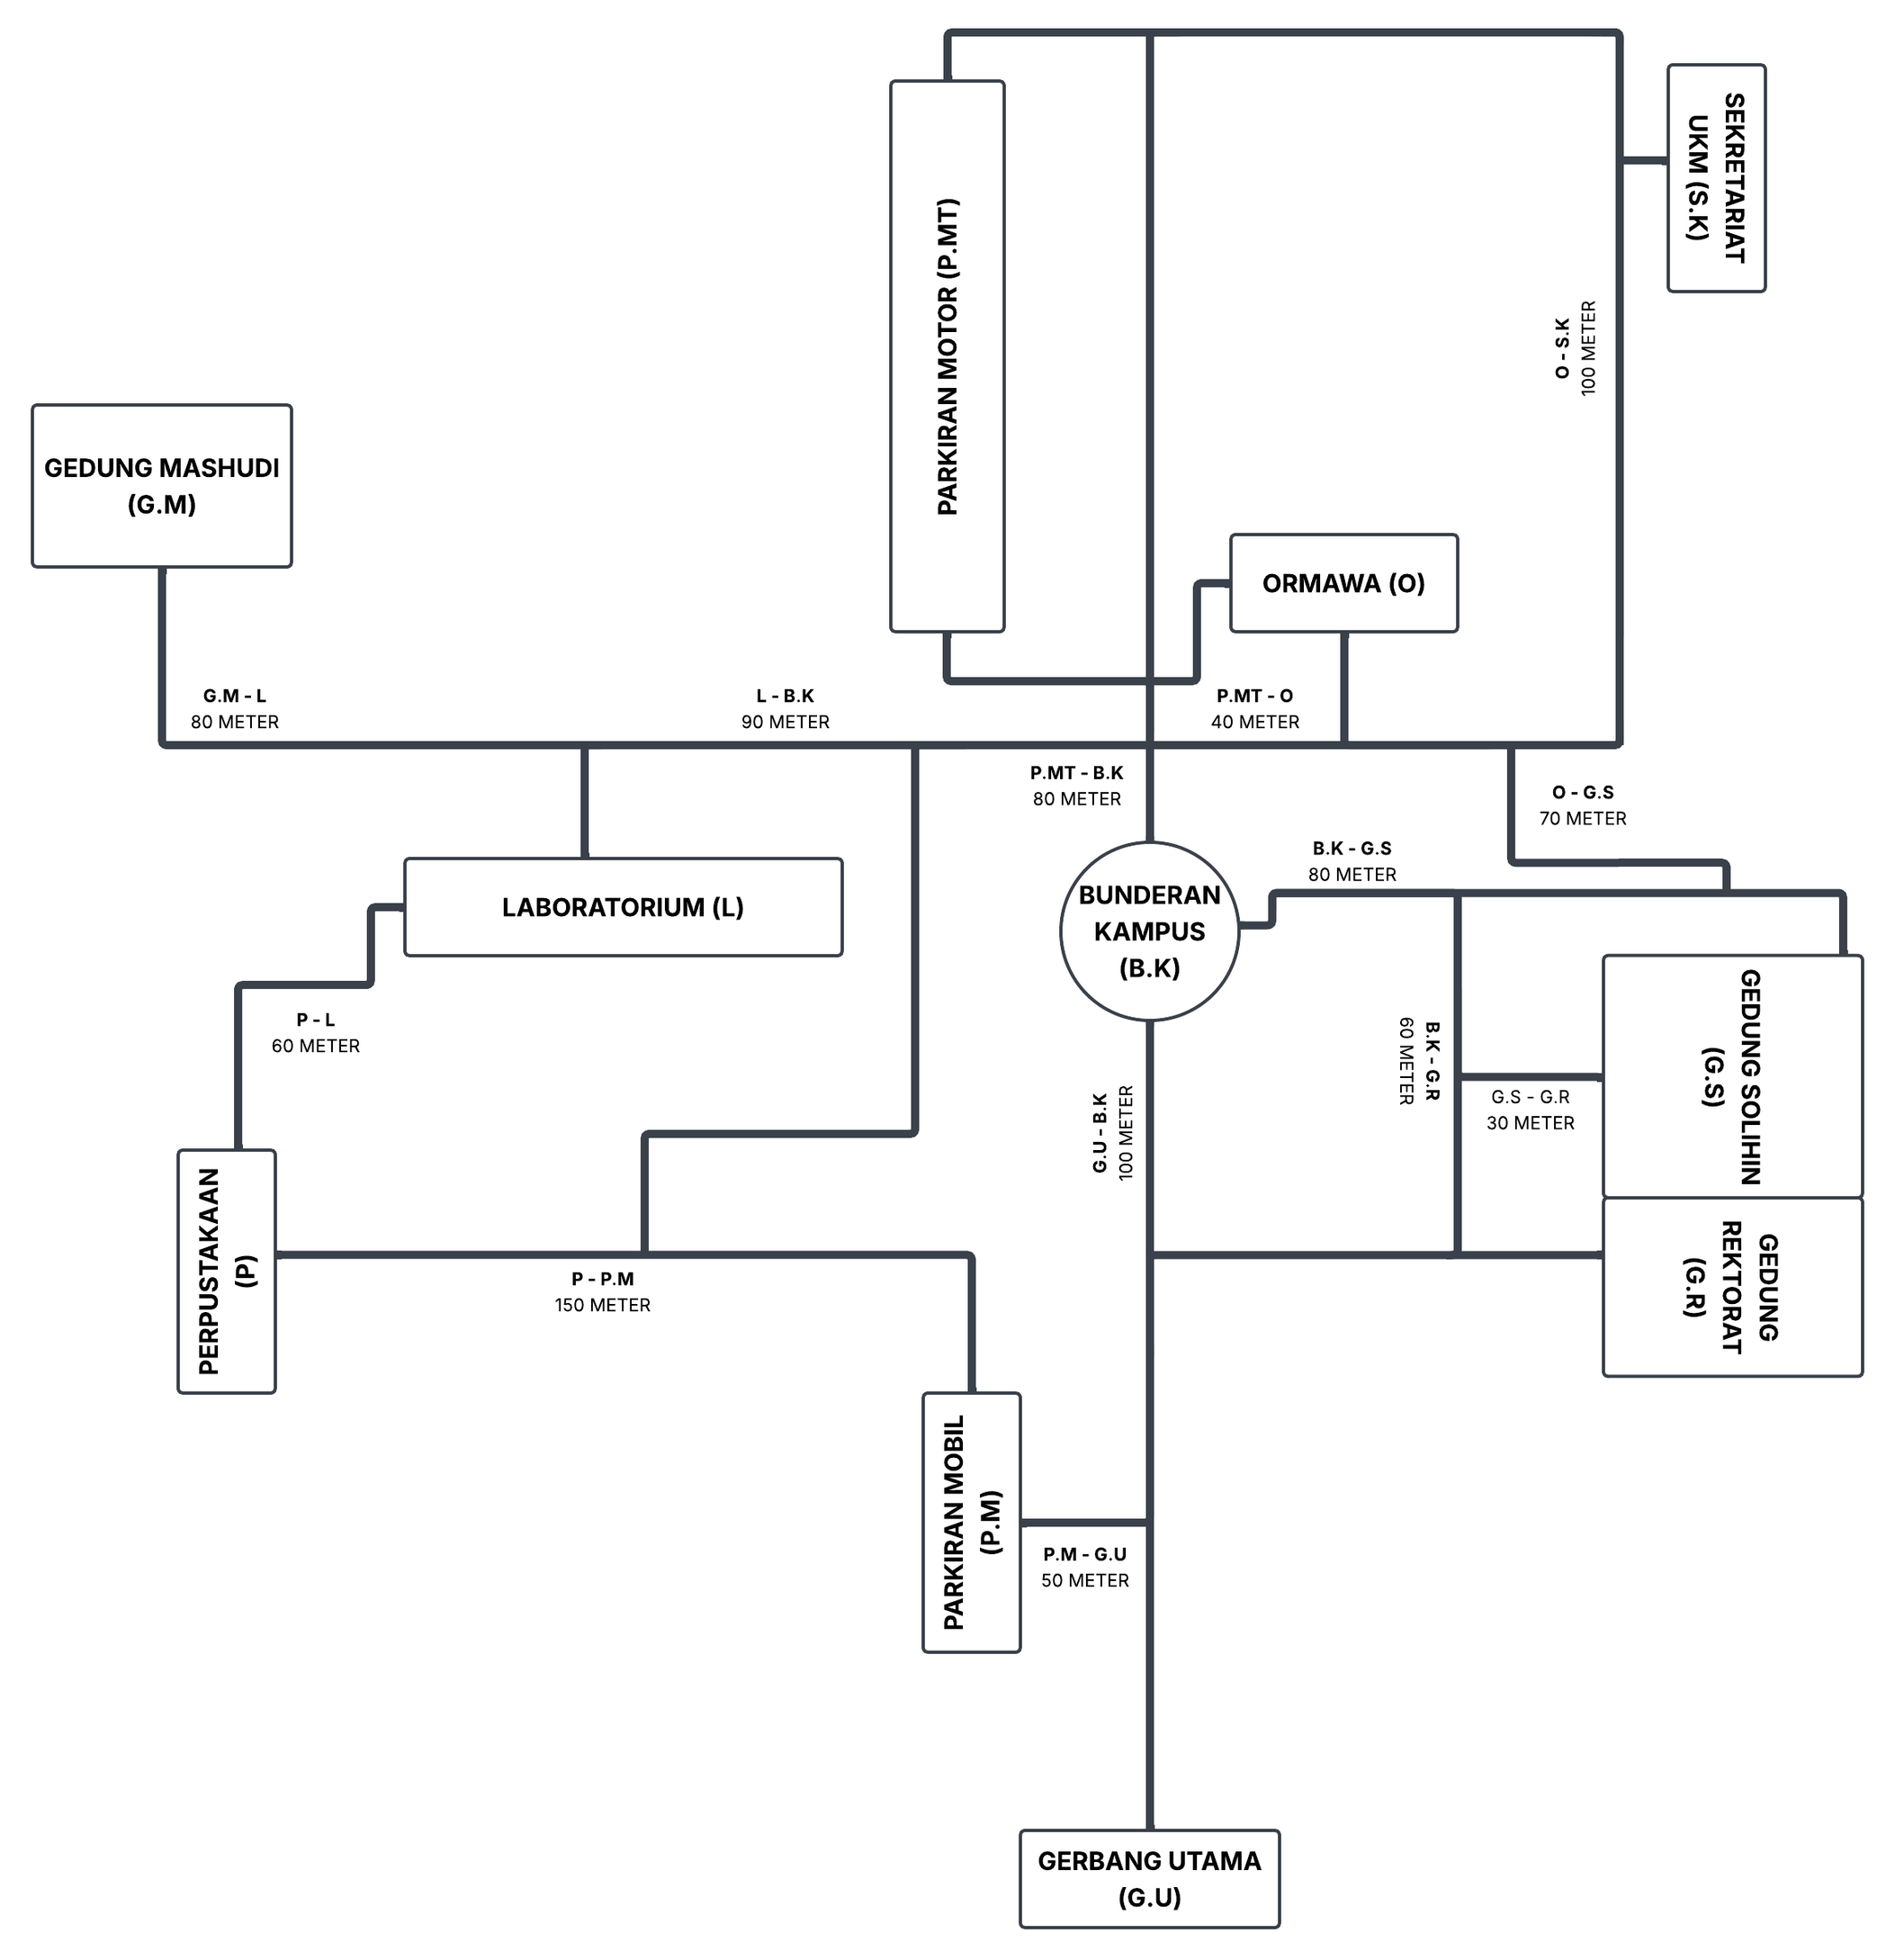 SEKRETARIAT
UKM (S.K)
PARKIRAN MOTOR (P.MT)
O - S.K
100 METER
GEDUNG MASHUDI
(G.M)
ORMAWA (O)
G.M - L
80 METER
L - B.K
90 METER
P.MT - O
40 METER
P.MT - B.K
80 METER
O - G.S
70 METER
B.K - G.S
80 METER
LABORATORIUM (L)
BUNDERAN
KAMPUS
(B.K)
GEDUNG SOLIHIN
(G.S)
P - L
60 METER
B.K - G.R
60 METER
G.S - G.R
30 METER
G.U - B.K
100 METER
PERPUSTAKAAN
(P)
P - P.M
150 METER
GEDUNG
REKTORAT
(G.R)
PARKIRAN MOBIL
(P.M)
P.M - G.U
50 METER
GERBANG UTAMA
(G.U)